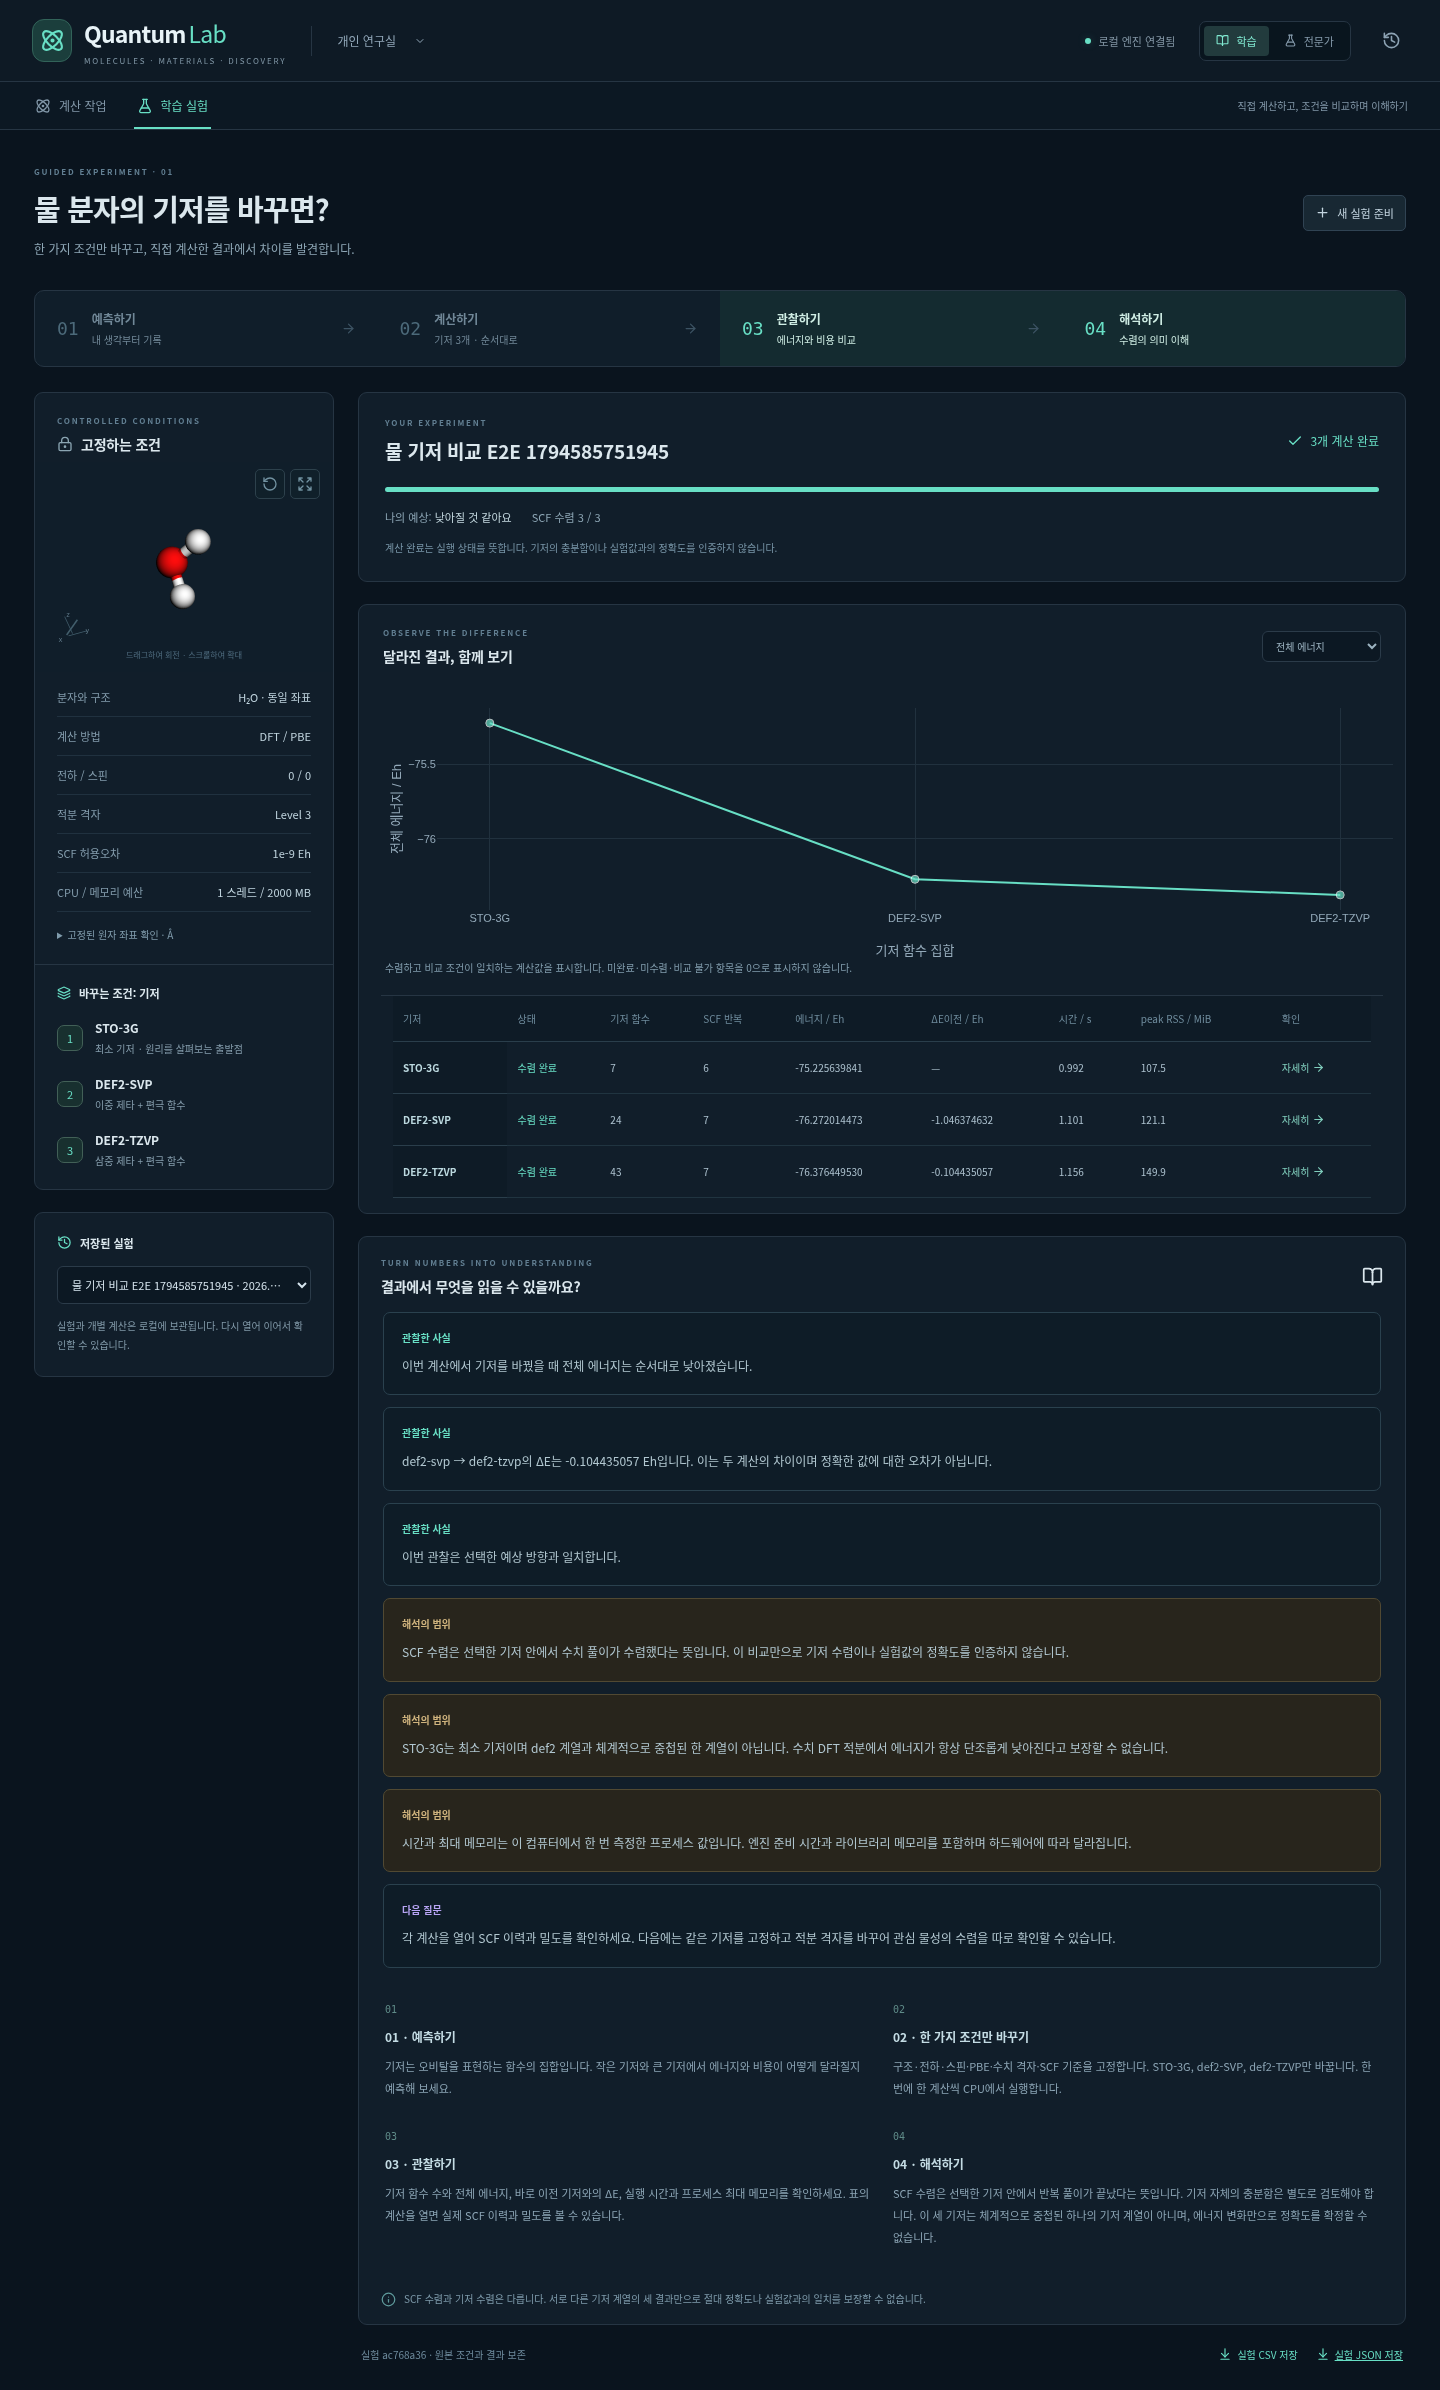 Quantum Lab
MOLECULES · MATERIALS · DISCOVERY
개인 연구실
로컬 엔진 연결됨
학습
전문가
계산 작업
학습 실험
직접 계산하고, 조건을 비교하며 이해하기
GUIDED EXPERIMENT · 01
물 분자의 기저를 바꾸면?
한 가지 조건만 바꾸고, 직접 계산한 결과에서 차이를 발견합니다.
새 실험 준비
01 예측하기
내 생각부터 기록
02 계산하기
기저 3개 · 순서대로
03 관찰하기
에너지와 비용 비교
04 해석하기
수렴의 의미 이해
CONTROLLED CONDITIONS
고정하는 조건
z
y
x
드래그하여 회전 · 스크롤하여 확대
분자와 구조 H₂O · 동일 좌표
계산 방법 DFT / PBE
전하 / 스핀 0 / 0
적분 격자 Level 3
SCF 허용오차 1e-9 Eh
CPU / 메모리 예산 1 스레드 / 2000 MB
▶ 고정된 원자 좌표 확인 · Å
바꾸는 조건: 기저
1 STO-3G
최소 기저 · 원리를 살펴보는 출발점
2 DEF2-SVP
이중 제타 + 편극 함수
3 DEF2-TZVP
삼중 제타 + 편극 함수
저장된 실험
물 기저 비교 E2E 1794585751945 · 2026.…
실험과 개별 계산은 로컬에 보관됩니다. 다시 열어 이어서 확
인할 수 있습니다.
YOUR EXPERIMENT
물 기저 비교 E2E 1794585751945
3개 계산 완료
나의 예상: 낮아질 것 같아요 SCF 수렴 3 / 3
계산 완료는 실행 상태를 뜻합니다. 기저의 충분함이나 실험값과의 정확도를 인증하지 않습니다.
OBSERVE THE DIFFERENCE
달라진 결과, 함께 보기
전체 에너지
전체 에너지 / Eh
−75.5
−76
STO-3G DEF2-SVP DEF2-TZVP
기저 함수 집합
수렴하고 비교 조건이 일치하는 계산값을 표시합니다. 미완료·미수렴·비교 불가 항목을 0으로 표시하지 않습니다.
기저 상태 기저 함수 SCF 반복 에너지 / Eh ΔE이전 / Eh 시간 / s peak RSS / MiB 확인
STO-3G 수렴 완료 7 6 -75.225639841 — 0.992 107.5 자세히 →
DEF2-SVP 수렴 완료 24 7 -76.272014473 -1.046374632 1.101 121.1 자세히 →
DEF2-TZVP 수렴 완료 43 7 -76.376449530 -0.104435057 1.156 149.9 자세히 →
TURN NUMBERS INTO UNDERSTANDING
결과에서 무엇을 읽을 수 있을까요?
관찰한 사실
이번 계산에서 기저를 바꿨을 때 전체 에너지는 순서대로 낮아졌습니다.
관찰한 사실
def2-svp → def2-tzvp의 ΔE는 -0.104435057 Eh입니다. 이는 두 계산의 차이이며 정확한 값에 대한 오차가 아닙니다.
관찰한 사실
이번 관찰은 선택한 예상 방향과 일치합니다.
해석의 범위
SCF 수렴은 선택한 기저 안에서 수치 풀이가 수렴했다는 뜻입니다. 이 비교만으로 기저 수렴이나 실험값의 정확도를 인증하지 않습니다.
해석의 범위
STO-3G는 최소 기저이며 def2 계열과 체계적으로 중첩된 한 계열이 아닙니다. 수치 DFT 적분에서 에너지가 항상 단조롭게 낮아진다고 보장할 수 없습니다.
해석의 범위
시간과 최대 메모리는 이 컴퓨터에서 한 번 측정한 프로세스 값입니다. 엔진 준비 시간과 라이브러리 메모리를 포함하며 하드웨어에 따라 달라집니다.
다음 질문
각 계산을 열어 SCF 이력과 밀도를 확인하세요. 다음에는 같은 기저를 고정하고 적분 격자를 바꾸어 관심 물성의 수렴을 따로 확인할 수 있습니다.
01
01 · 예측하기
기저는 오비탈을 표현하는 함수의 집합입니다. 작은 기저와 큰 기저에서 에너지와 비용이 어떻게 달라질지
예측해 보세요.
02
02 · 한 가지 조건만 바꾸기
구조·전하·스핀·PBE·수치 격자·SCF 기준을 고정합니다. STO-3G, def2-SVP, def2-TZVP만 바꿉니다. 한
번에 한 계산씩 CPU에서 실행합니다.
03
03 · 관찰하기
기저 함수 수와 전체 에너지, 바로 이전 기저와의 ΔE, 실행 시간과 프로세스 최대 메모리를 확인하세요. 표의
계산을 열면 실제 SCF 이력과 밀도를 볼 수 있습니다.
04
04 · 해석하기
SCF 수렴은 선택한 기저 안에서 반복 풀이가 끝났다는 뜻입니다. 기저 자체의 충분함은 별도로 검토해야 합
니다. 이 세 기저는 체계적으로 중첩된 하나의 기저 계열이 아니며, 에너지 변화만으로 정확도를 확정할 수
없습니다.
SCF 수렴과 기저 수렴은 다릅니다. 서로 다른 기저 계열의 세 결과만으로 절대 정확도나 실험값과의 일치를 보장할 수 없습니다.
실험 ac768a36 · 원본 조건과 결과 보존
실험 CSV 저장
실험 JSON 저장